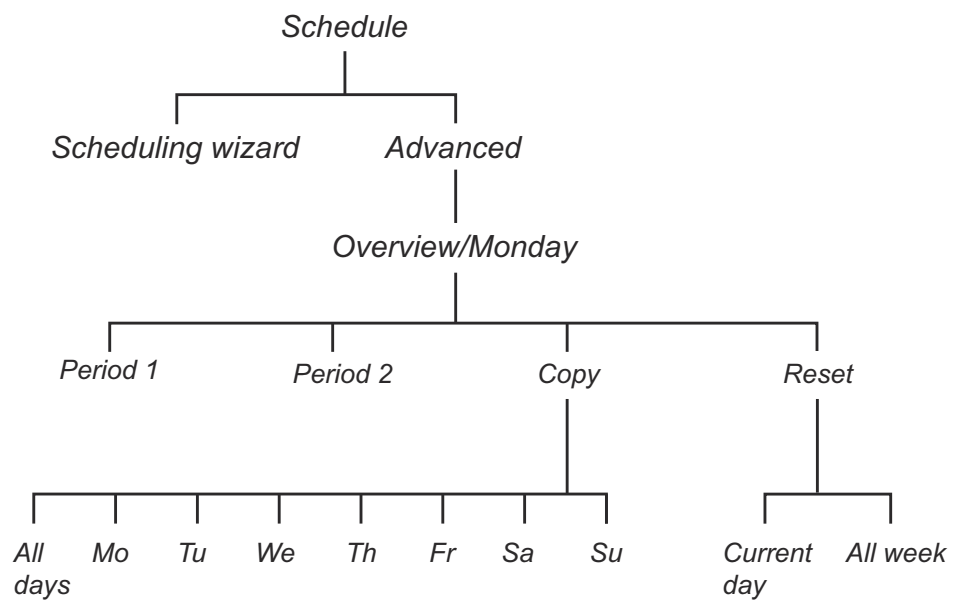 Schedule
Scheduling wizard
Advanced
Overview/Monday
Period 1
Period 2
Copy
Reset
All
days
Mo
Tu
We
Th
Fr
Sa
Su
Current
day
All week